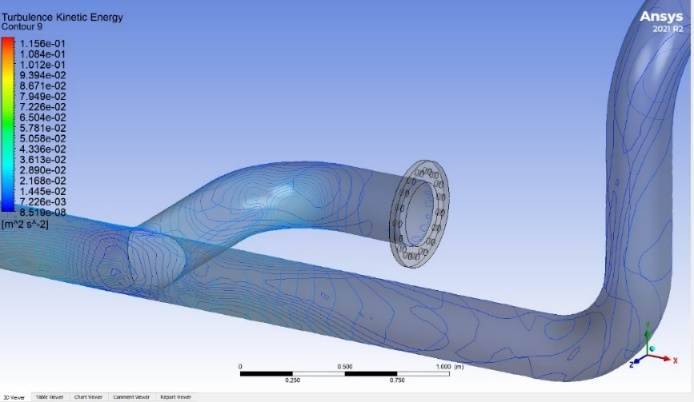 Turbulence Kinetic Energy
Contour 9
1.156e-01
1.084e-01
1.012e-01
9.394e-02
8.671e-02
7.949e-02
7.226e-02
6.504e-02
5.781e-02
5.058e-02
4.336e-02
3.613e-02
2.890e-02
2.168e-02
1.445e-02
7.226e-03
8.519e-08
[m^2 s^-2]
Ansys
2021 R2
0 0.500 1.000 (m)
0.250 0.750
Y
X
Z
3D Viewer Table Viewer Chart Viewer Comment Viewer Report Viewer